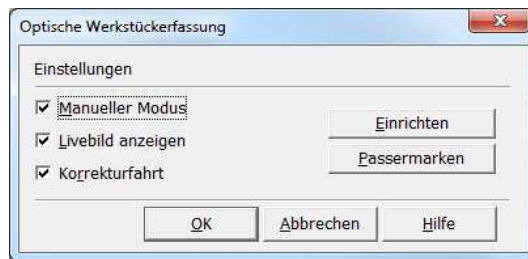 Optische Werkstückerfassung
Einstellungen
Manueller Modus
Livebild anzeigen
Korrekturfahrt
Einrichten
Passermarken
OK
Abbrechen
Hilfe